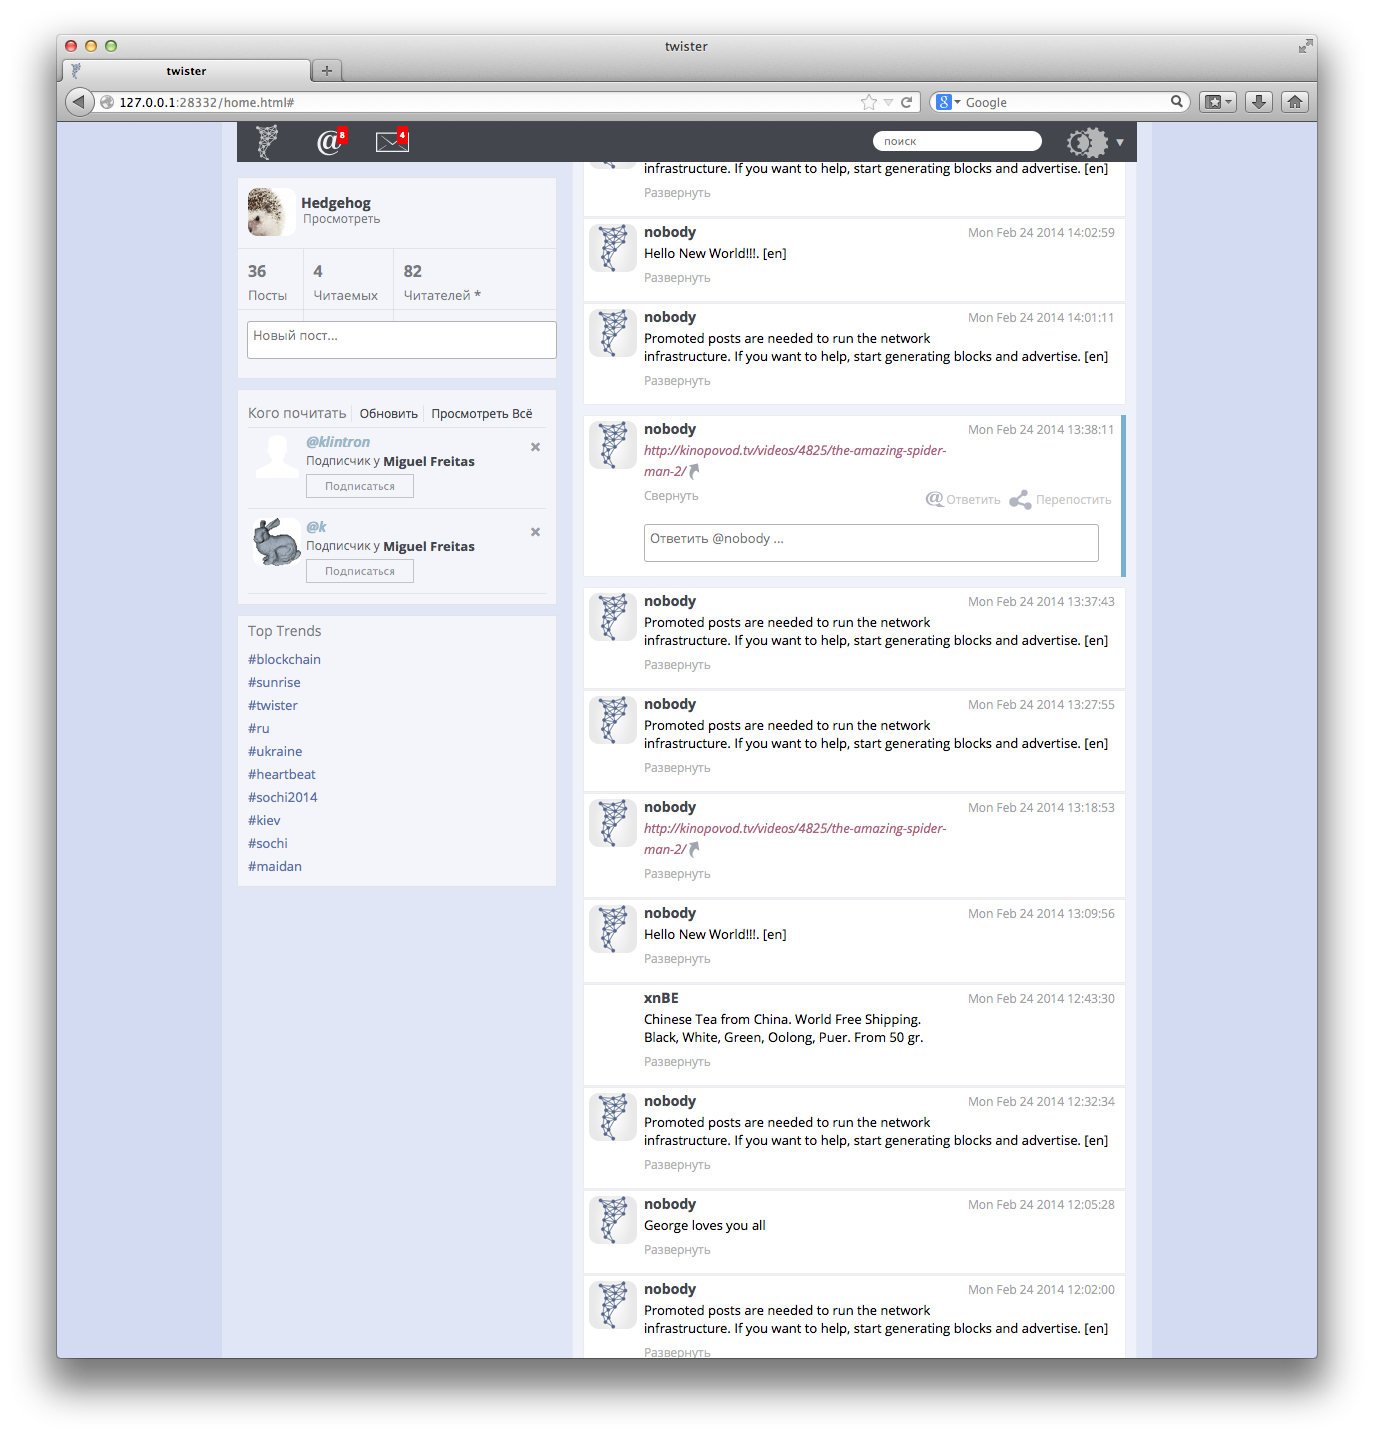 twister
twister
127.0.0.1:28332/home.html#
Google
8
4
поиск
Hedgehog
Просмотреть
36
4
82
Посты
Читаемых
Читателей *
Новый пост...
Кого почитать
Обновить
Просмотреть Всё
@klintron
Подписчик у Miguel Freitas
Подписаться
@k
Подписчик у Miguel Freitas
Подписаться
Top Trends
#blockchain
#sunrise
#twister
#ru
#ukraine
#heartbeat
#sochi2014
#kiev
#sochi
#maidan
infrastructure. If you want to help, start generating blocks and advertise. [en]
Развернуть
nobody
Mon Feb 24 2014 14:02:59
Hello New World!!!. [en]
Развернуть
nobody
Mon Feb 24 2014 14:01:11
Promoted posts are needed to run the network
infrastructure. If you want to help, start generating blocks and advertise. [en]
Развернуть
nobody
Mon Feb 24 2014 13:38:11
http://kinopovod.tv/videos/4825/the-amazing-spider-
man-2/
Свернуть
Ответить
Перепостить
Ответить @nobody ...
nobody
Mon Feb 24 2014 13:37:43
Promoted posts are needed to run the network
infrastructure. If you want to help, start generating blocks and advertise. [en]
Развернуть
nobody
Mon Feb 24 2014 13:27:55
Promoted posts are needed to run the network
infrastructure. If you want to help, start generating blocks and advertise. [en]
Развернуть
nobody
Mon Feb 24 2014 13:18:53
http://kinopovod.tv/videos/4825/the-amazing-spider-
man-2/
Развернуть
nobody
Mon Feb 24 2014 13:09:56
Hello New World!!!. [en]
Развернуть
xnBE
Mon Feb 24 2014 12:43:30
Chinese Tea from China. World Free Shipping.
Black, White, Green, Oolong, Puer. From 50 gr.
Развернуть
nobody
Mon Feb 24 2014 12:32:34
Promoted posts are needed to run the network
infrastructure. If you want to help, start generating blocks and advertise. [en]
Развернуть
nobody
Mon Feb 24 2014 12:05:28
George loves you all
Развернуть
nobody
Mon Feb 24 2014 12:02:00
Promoted posts are needed to run the network
infrastructure. If you want to help, start generating blocks and advertise. [en]
Развернуть